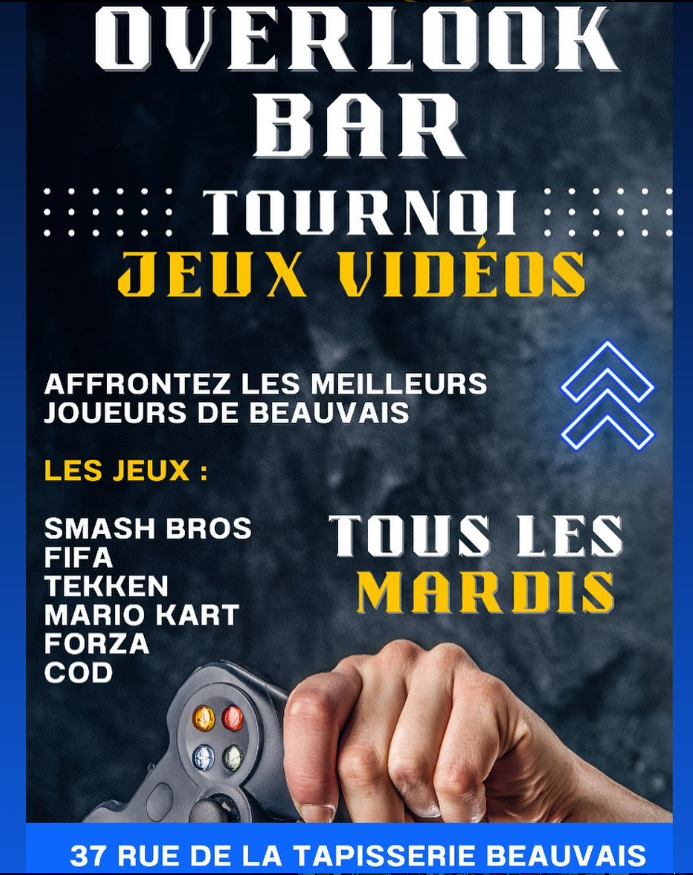 OVERLOOK
BAR
TOURNOI
JEUX VIDÉOS
AFFRONTEZ LES MEILLEURS
JOUEURS DE BEAUVAIS
LES JEUX :
SMASH BROS
FIFA
TEKKEN
MARIO KART
FORZA
COD
TOUS LES
MARDIS
37 RUE DE LA TAPISSERIE BEAUVAIS